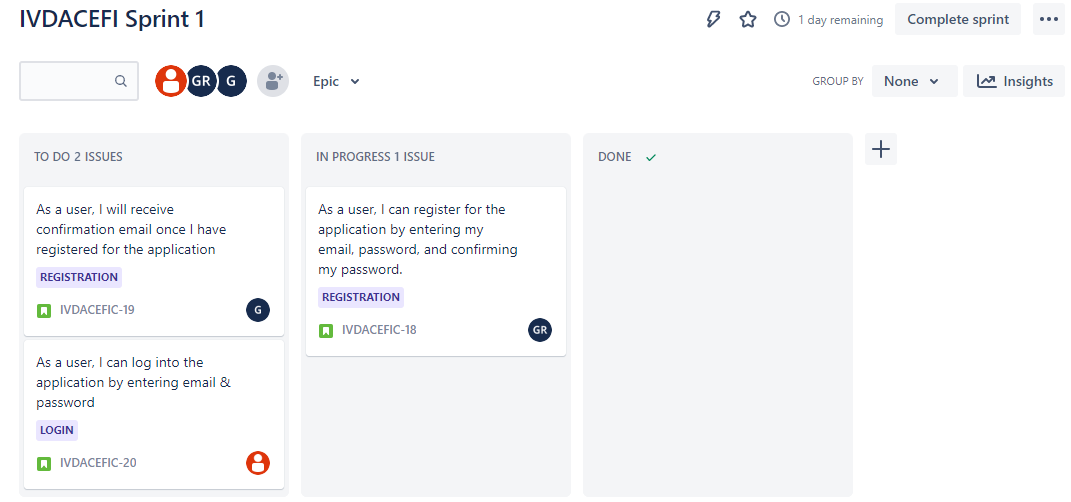 IVDACEFI Sprint 1
1 day remaining
Complete sprint
GR
G
Epic
GROUP BY
None
Insights
TO DO 2 ISSUES
As a user, I will receive
confirmation email once I have
registered for the application
REGISTRATION
IVDACEFIC-19
G
As a user, I can log into the
application by entering email &
password
LOGIN
IVDACEFIC-20
IN PROGRESS 1 ISSUE
As a user, I can register for the
application by entering my
email, password, and confirming
my password.
REGISTRATION
IVDACEFIC-18
GR
DONE